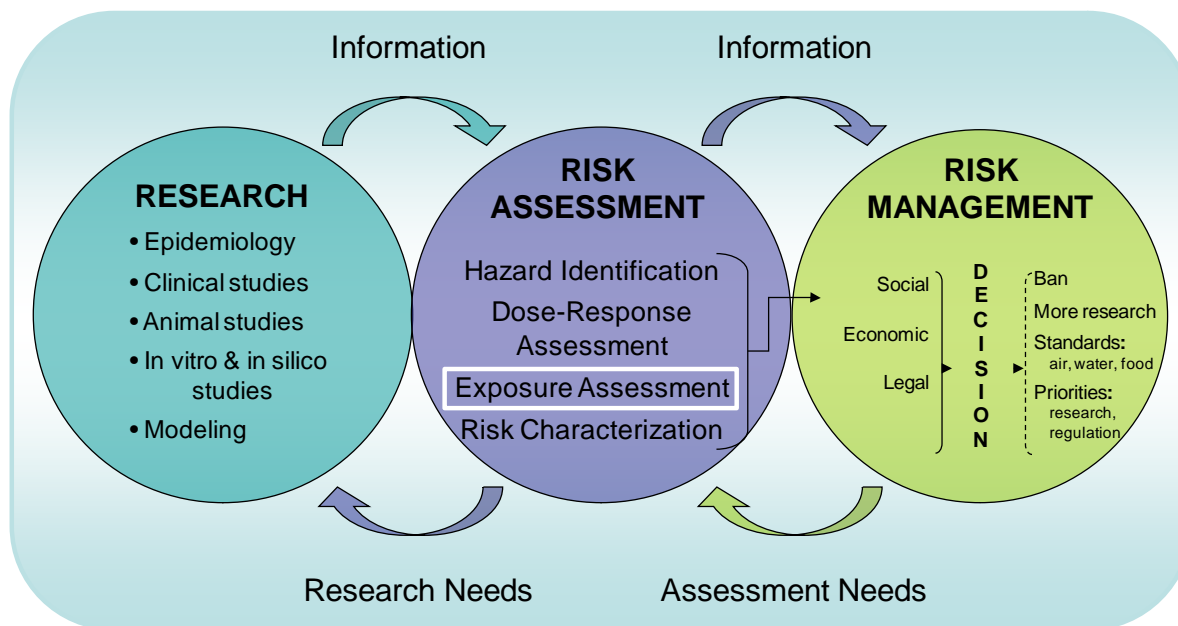 Information
Information
RESEARCH
• Epidemiology
• Clinical studies
• Animal studies
• In vitro & in silico
studies
• Modeling
RISK
ASSESSMENT
Hazard Identification
Dose-Response
Assessment
Exposure Assessment
Risk Characterization
RISK
MANAGEMENT
Social
Economic
Legal
DECISION
Ban
More research
Standards:
air, water, food
Priorities:
research,
regulation
Research Needs
Assessment Needs